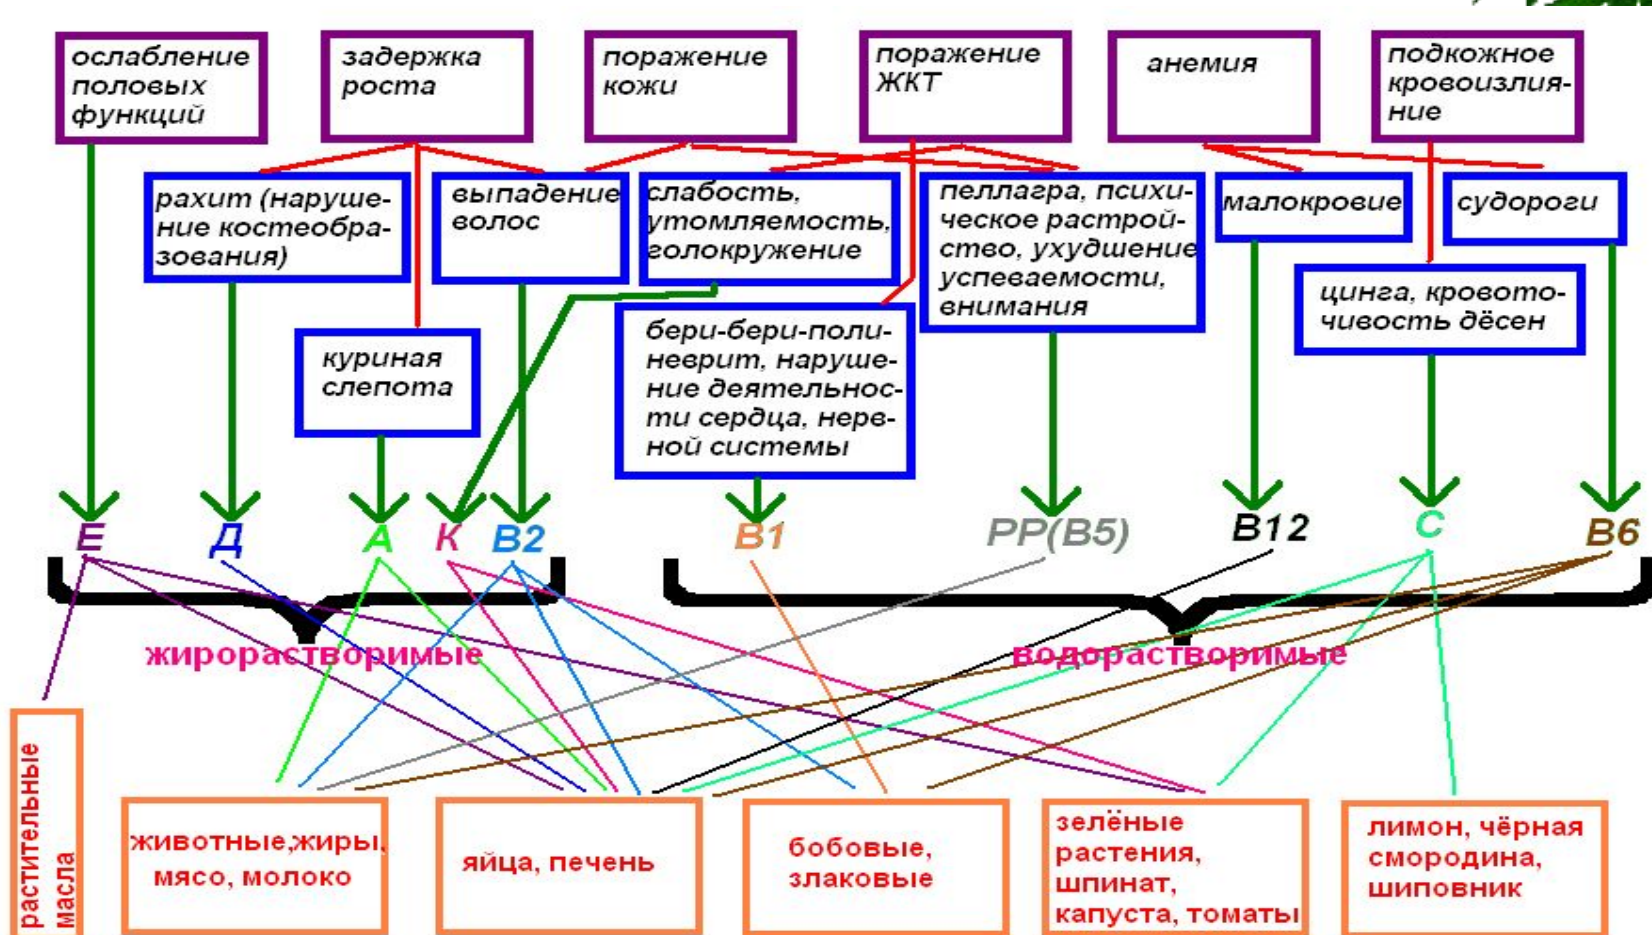 ослабление
половых
функций
задержка
роста
поражение
кожи
поражение
ЖКТ
анемия
подкожное
кровоизлия-
ние
рахит (наруше-
ние костеобра-
зования)
выпадение
волос
слабость,
утомляемость,
голокружение
пеллагра, психи-
ческое растрой-
ство, ухудшение
успеваемости,
внимания
малокровие
судороги
куриная
слепота
бери-бери-поли-
неврит, наруше-
ние деятельнос-
ти сердца, нерв-
ной системы
цинга, кровото-
чивость дёсен
Е
Д
А
К
В2
В1
РР(В5)
В12
С
В6
жирорастворимые
водорастворимые
растительные
масла
животные,жиры,
мясо, молоко
яйца, печень
бобовые,
злаковые
зелёные
растения,
шпинат,
капуста, томаты
лимон, чёрная
смородина,
шиповник